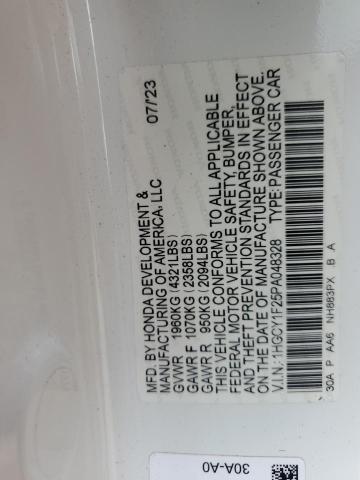 MFD. BY HONDA DEVELOPMENT & 07/23
MANUFACTURING OF AMERICA, LLC
GVWR 1960KG (4321LBS)
GAWR F 1070KG (2358LBS)
GAWR R 950KG (2094LBS)
THIS VEHICLE CONFORMS TO ALL APPLICABLE
FEDERAL MOTOR VEHICLE SAFETY, BUMPER,
AND THEFT PREVENTION STANDARDS IN EFFECT
ON THE DATE OF MANUFACTURE SHOWN ABOVE.
V.I.N.: 1HGCY1F25PA048328 TYPE: PASSENGER CAR
30A P AA6 NH883PX B A
30A-A0